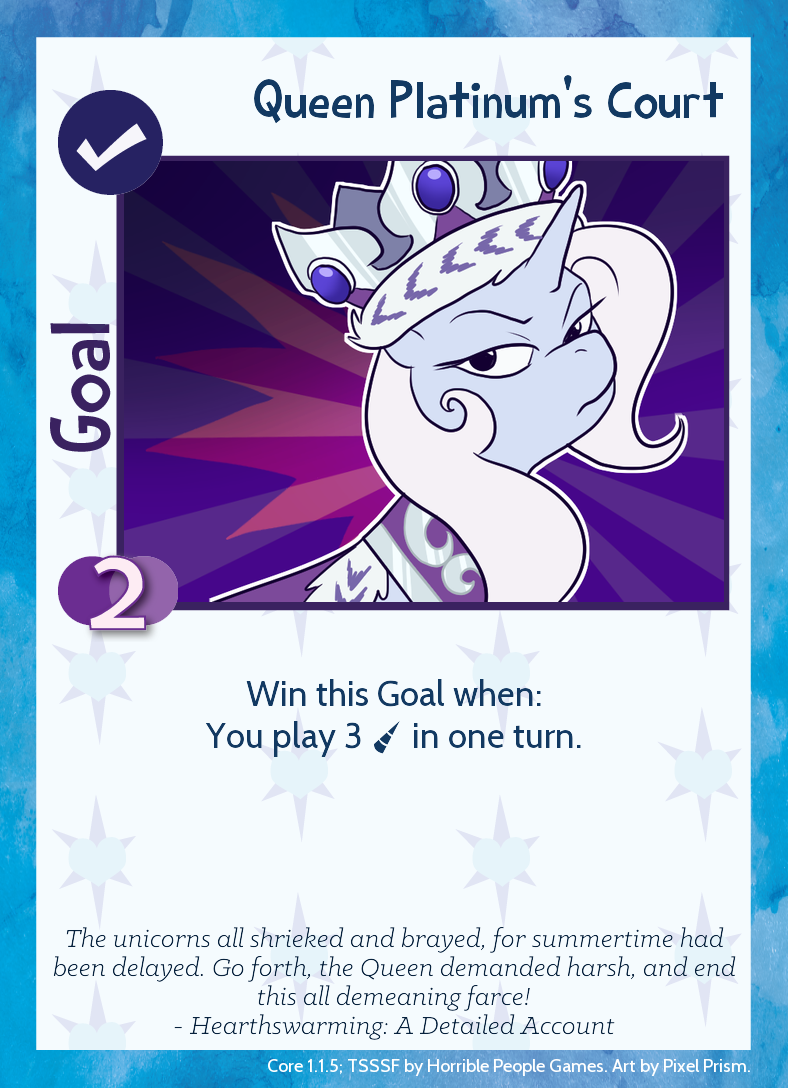 Queen Platinum's Court
Goal
2
Win this Goal when:
You play 3 in one turn.
The unicorns all shrieked and brayed, for summertime had
been delayed. Go forth, the Queen demanded harsh, and end
this all demeaning farce!
- Hearthswarming: A Detailed Account
Core 1.1.5; TSSSF by Horrible People Games. Art by Pixel Prism.